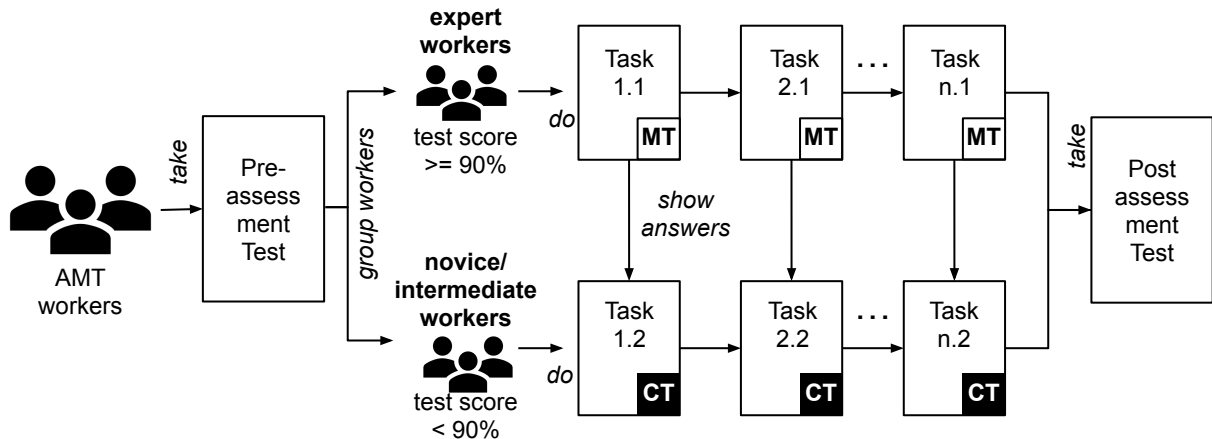 AMT
workers
take
Pre-
assess
ment
Test
group workers
expert
workers
test score
>= 90%
do
Task
1.1
MT
Task
2.1
MT
...
Task
n.1
MT
show
answers
novice/
intermediate
workers
test score
< 90%
do
Task
1.2
CT
Task
2.2
CT
...
Task
n.2
CT
take
Post
assess
ment
Test